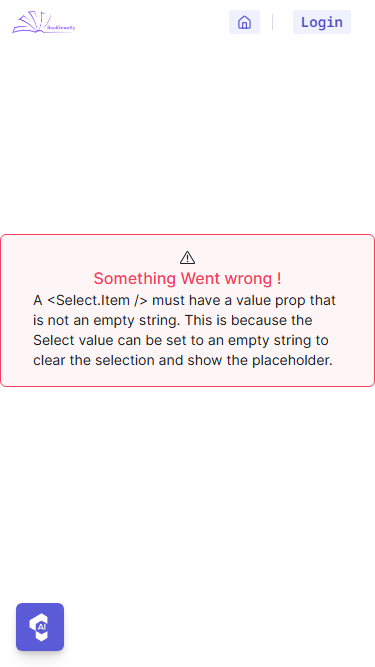 Login
Something Went wrong !
A <Select.Item /> must have a value prop that
is not an empty string. This is because the
Select value can be set to an empty string to
clear the selection and show the placeholder.
AI